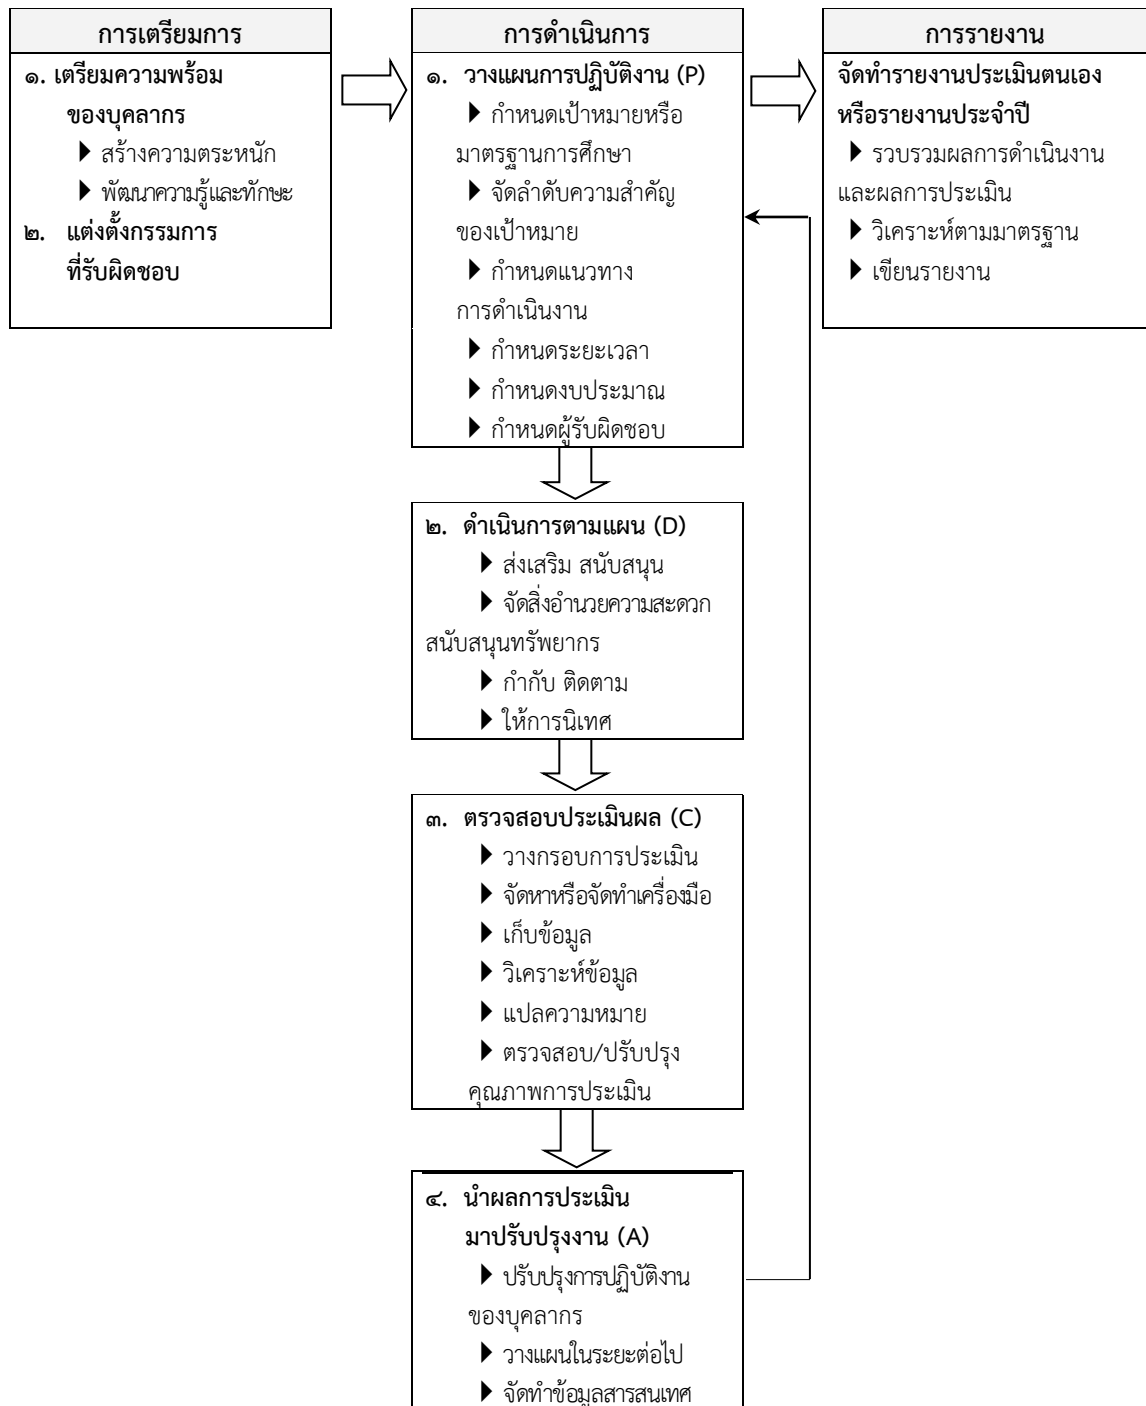 การเตรียมการ
๑. เตรียมความพร้อม
ของบุคลากร
▶ สร้างความตระหนัก
▶ พัฒนาความรู้และทักษะ
๒. แต่งตั้งกรรมการ
ที่รับผิดชอบ
การดำเนินการ
๑. วางแผนการปฏิบัติงาน (P)
▶ กำหนดเป้าหมายหรือ
มาตรฐานการศึกษา
▶ จัดลำดับความสำคัญ
ของเป้าหมาย
▶ กำหนดแนวทาง
การดำเนินงาน
▶ กำหนดระยะเวลา
▶ กำหนดงบประมาณ
▶ กำหนดผู้รับผิดชอบ
๒. ดำเนินการตามแผน (D)
▶ ส่งเสริม สนับสนุน
▶ จัดสิ่งอำนวยความสะดวก
สนับสนุนทรัพยากร
▶ กำกับ ติดตาม
▶ ให้การนิเทศ
๓. ตรวจสอบประเมินผล (C)
▶ วางกรอบการประเมิน
▶ จัดหาหรือจัดทำเครื่องมือ
▶ เก็บข้อมูล
▶ วิเคราะห์ข้อมูล
▶ แปลความหมาย
▶ ตรวจสอบ/ปรับปรุง
คุณภาพการประเมิน
๔. นำผลการประเมิน
มาปรับปรุงงาน (A)
▶ ปรับปรุงการปฏิบัติงาน
ของบุคลากร
▶ วางแผนในระยะต่อไป
▶ จัดทำข้อมูลสารสนเทศ
การรายงาน
จัดทำรายงานประเมินตนเอง
หรือรายงานประจำปี
▶ รวบรวมผลการดำเนินงาน
และผลการประเมิน
▶ วิเคราะห์ตามมาตรฐาน
▶ เขียนรายงาน